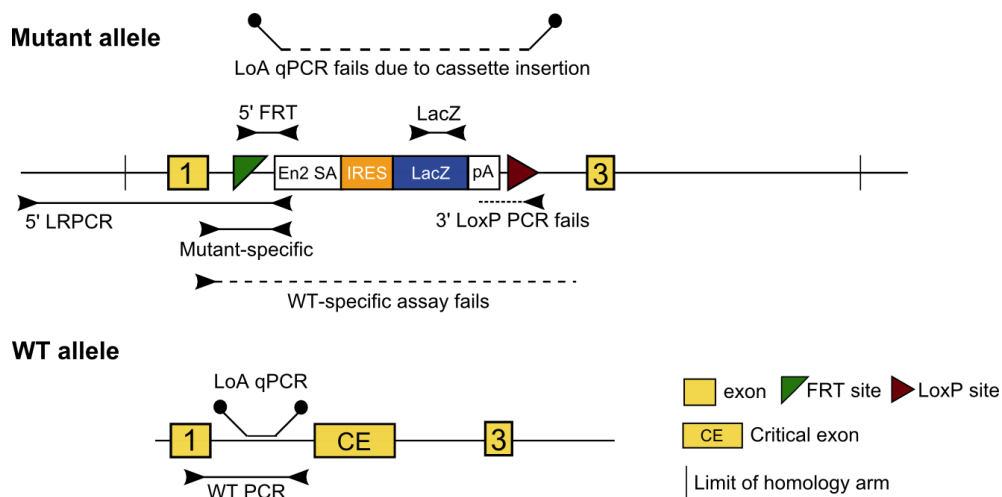 Mutant allele
LoA qPCR fails due to cassette insertion
5' FRT
LacZ
1
En2 SA
IRES
LacZ
pA
3
5' LRPCR
3' LoxP PCR fails
Mutant-specific
WT-specific assay fails
WT allele
LoA qPCR
1
CE
3
WT PCR
exon
FRT site
LoxP site
CE
Critical exon
Limit of homology arm